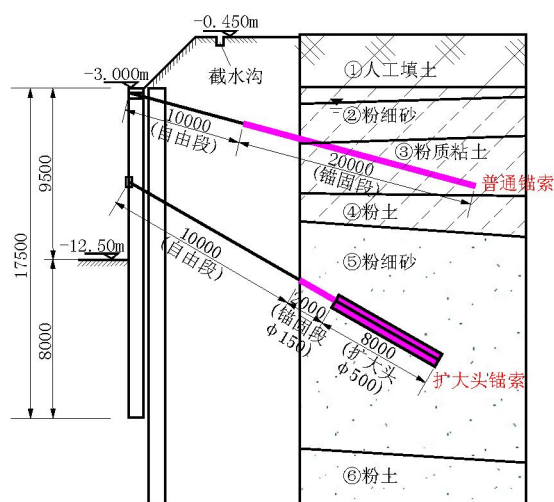 -0.450m
截水沟
-3.000m
①人工填土
②粉细砂
10000
(自由段)
③粉质粘土
20000
(锚固段)
普通锚索
④粉土
9500
10000
(自由段)
-12.50m
17500
⑤粉细砂
2000
(锚固段
φ150)
8000
(扩大头
φ500)
扩大头锚索
8000
⑥粉土